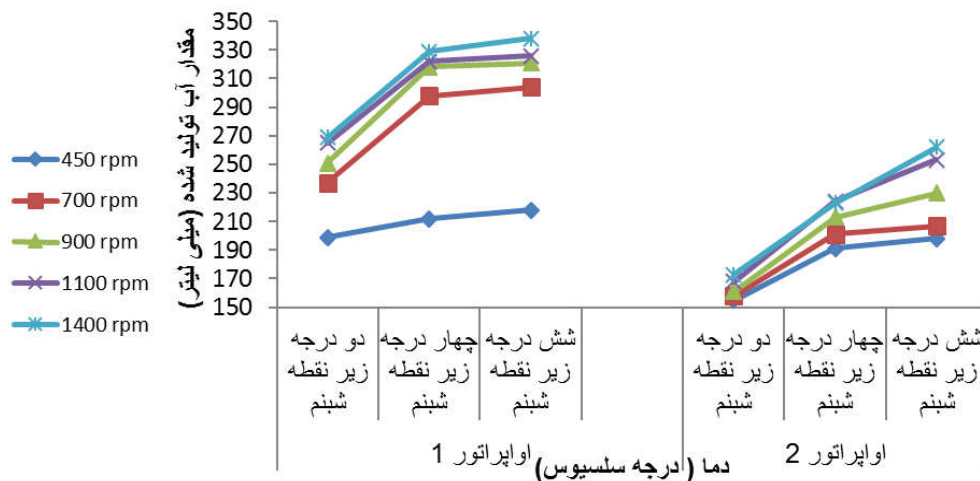 مقدار آب تولید شده (میلی لیتر)
350
330
310
290
270
250
230
210
190
170
150
450 rpm
700 rpm
900 rpm
1100 rpm
1400 rpm
دو درجه
زیر نقطه
شبنم
چهار درجه
زیر نقطه
شبنم
شش درجه
زیر نقطه
شبنم
دو درجه
زیر نقطه
شبنم
چهار درجه
زیر نقطه
شبنم
شش درجه
زیر نقطه
شبنم
اواپراتور 1
اواپراتور 2
دما ( درجه سلسیوس)